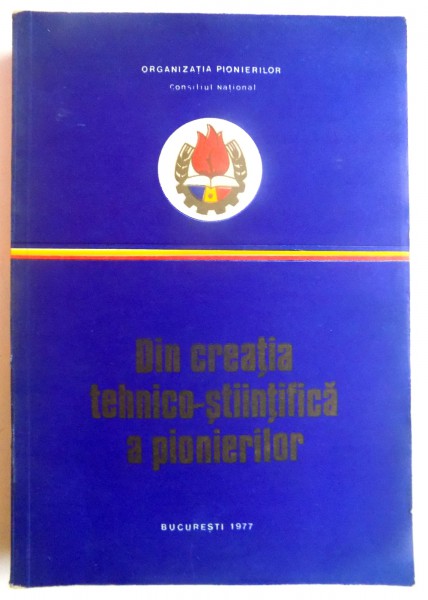 ORGANIZAȚIA PIONIERILOR
Consiliul Național
Din creația
tehnico-științifică
a pionierilor
BUCUREȘTI 1977